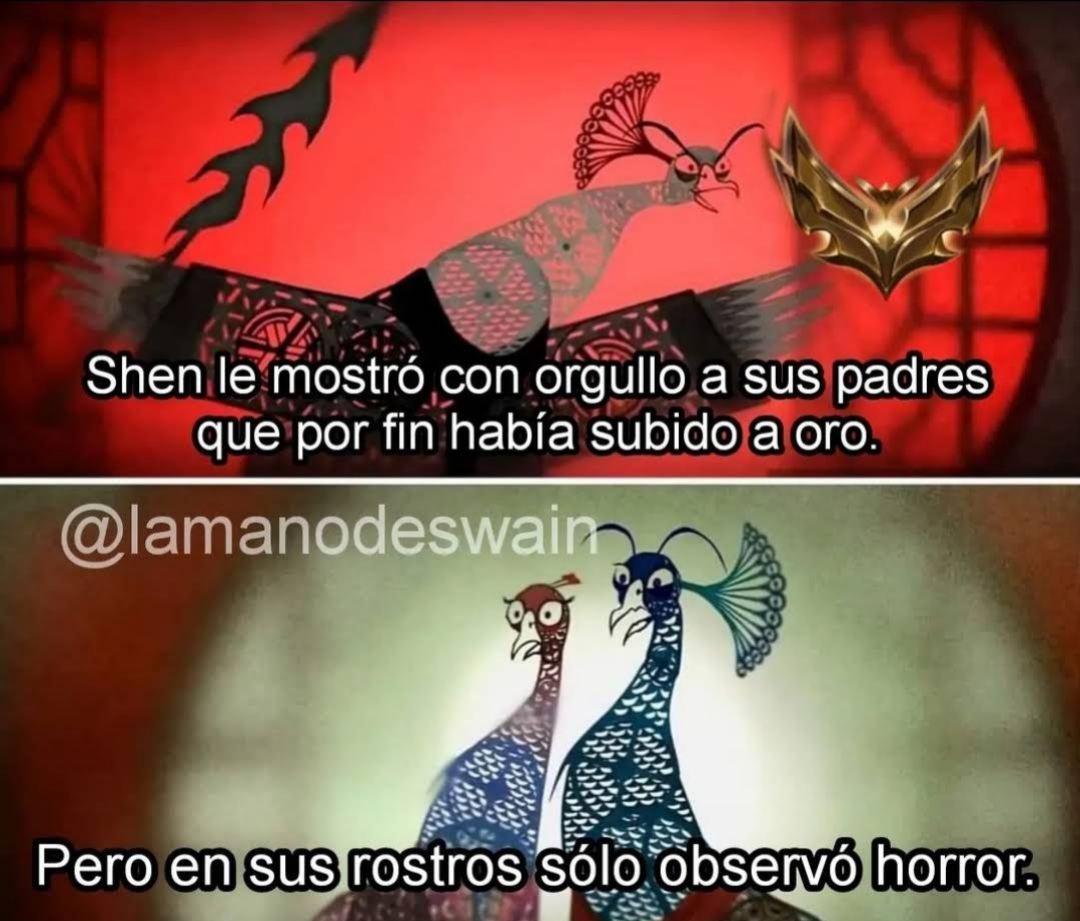 Shen le mostró con orgullo a sus padres
que por fin había subido a oro.
@lamanodeswain
Pero en sus rostros sólo observó horror.